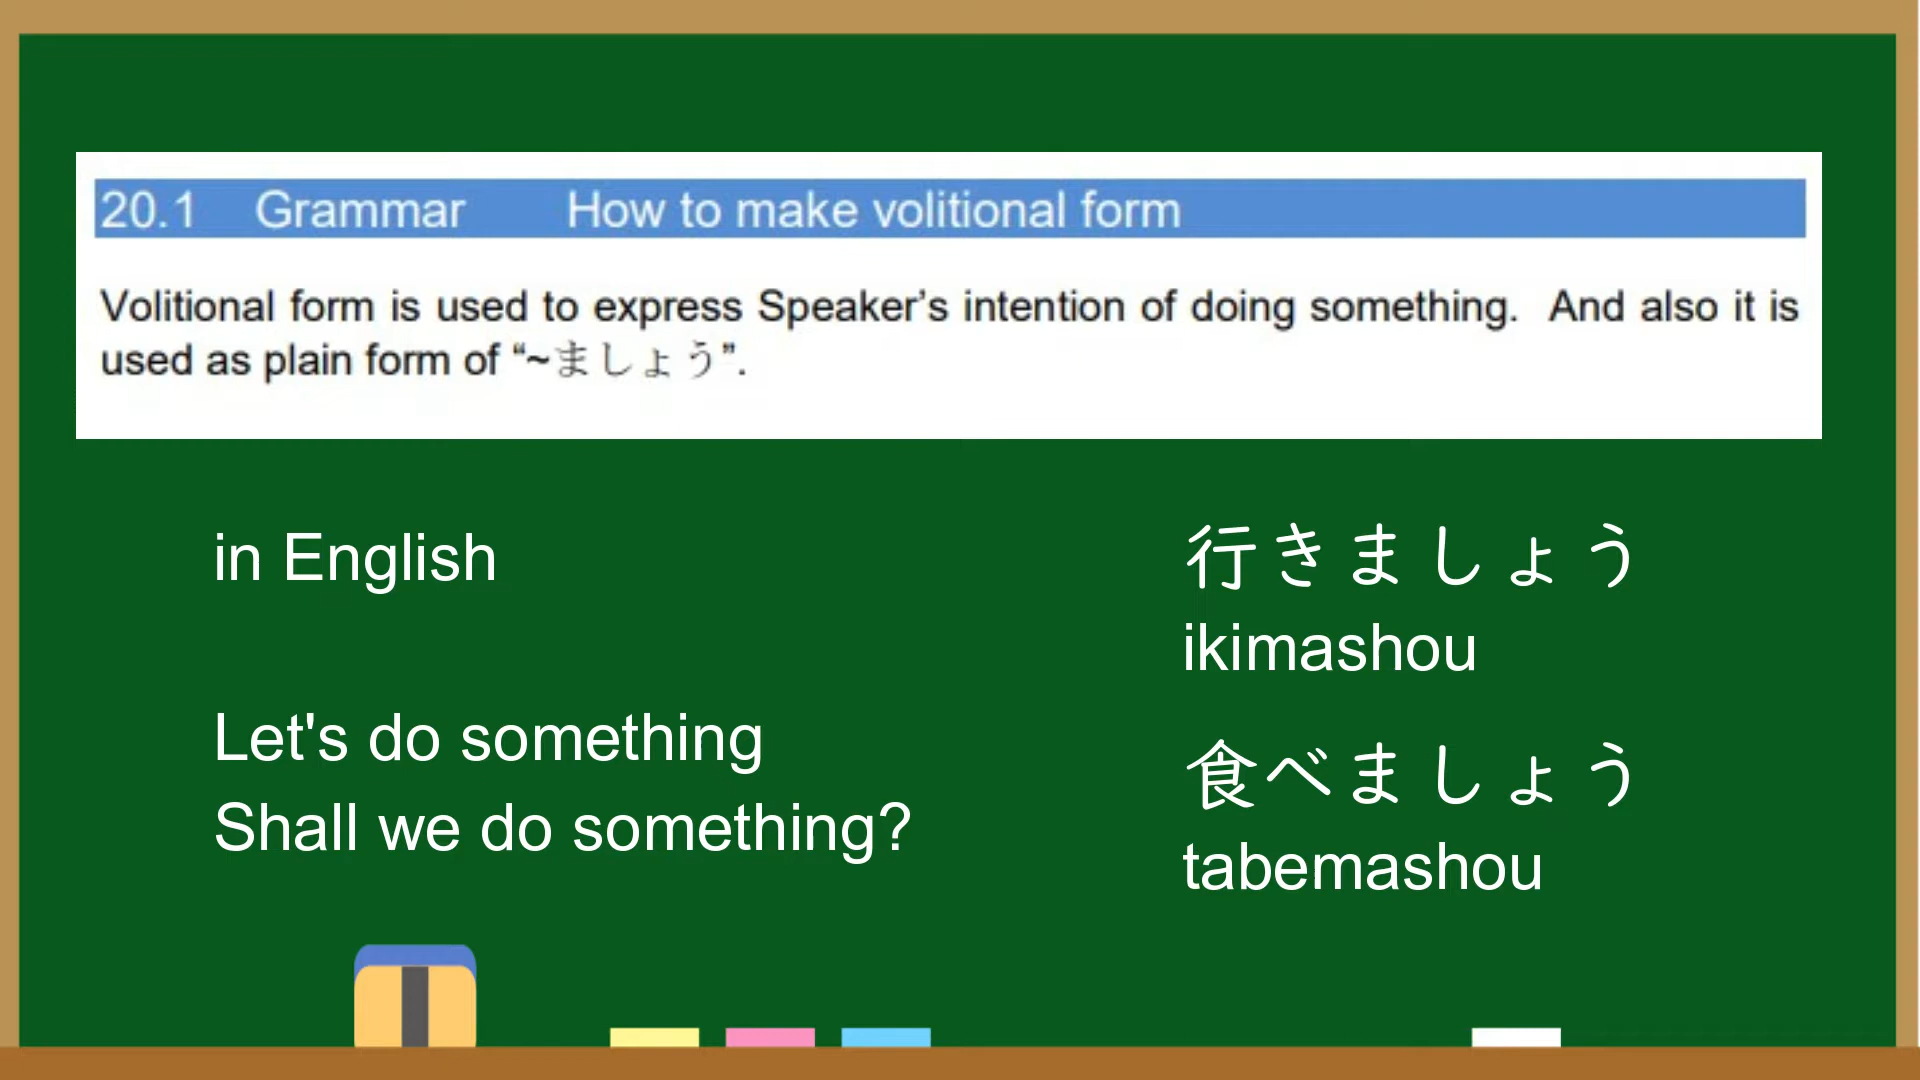 20.1 Grammar How to make volitional form
Volitional form is used to express Speaker’s intention of doing something. And also it is
used as plain form of “~ましょう”.
in English
Let's do something
Shall we do something?
行きましょう
ikimashou
食べましょう
tabemashou